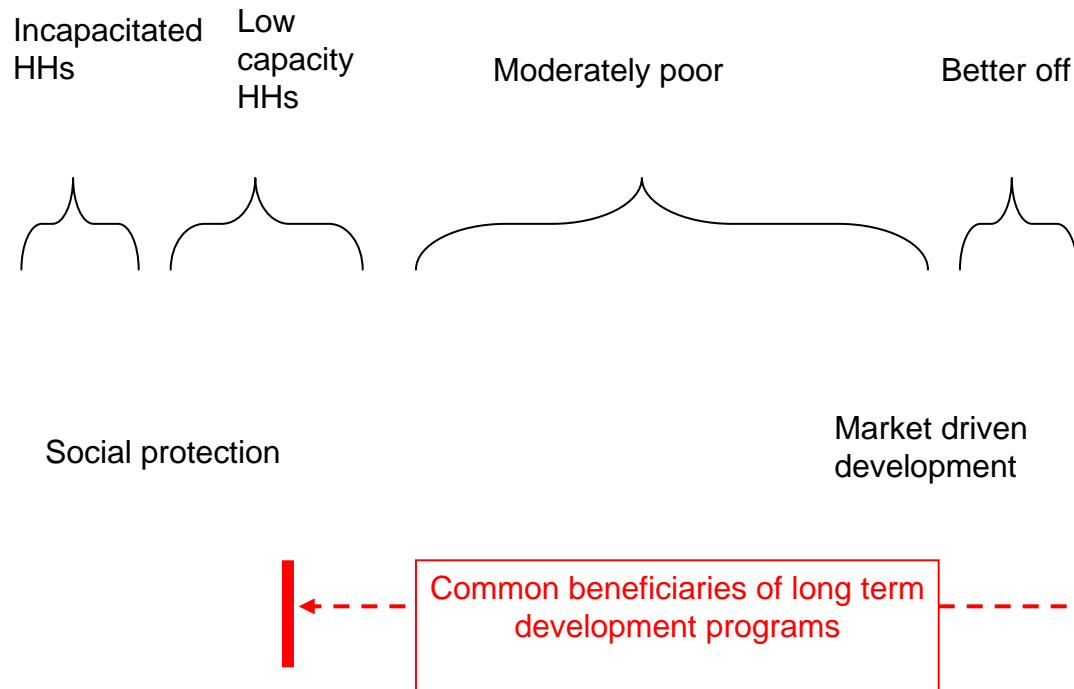 Incapacitated
HHs
Low
capacity
HHs
Moderately poor
Better off
Social protection
Market driven
development
Common beneficiaries of long term
development programs